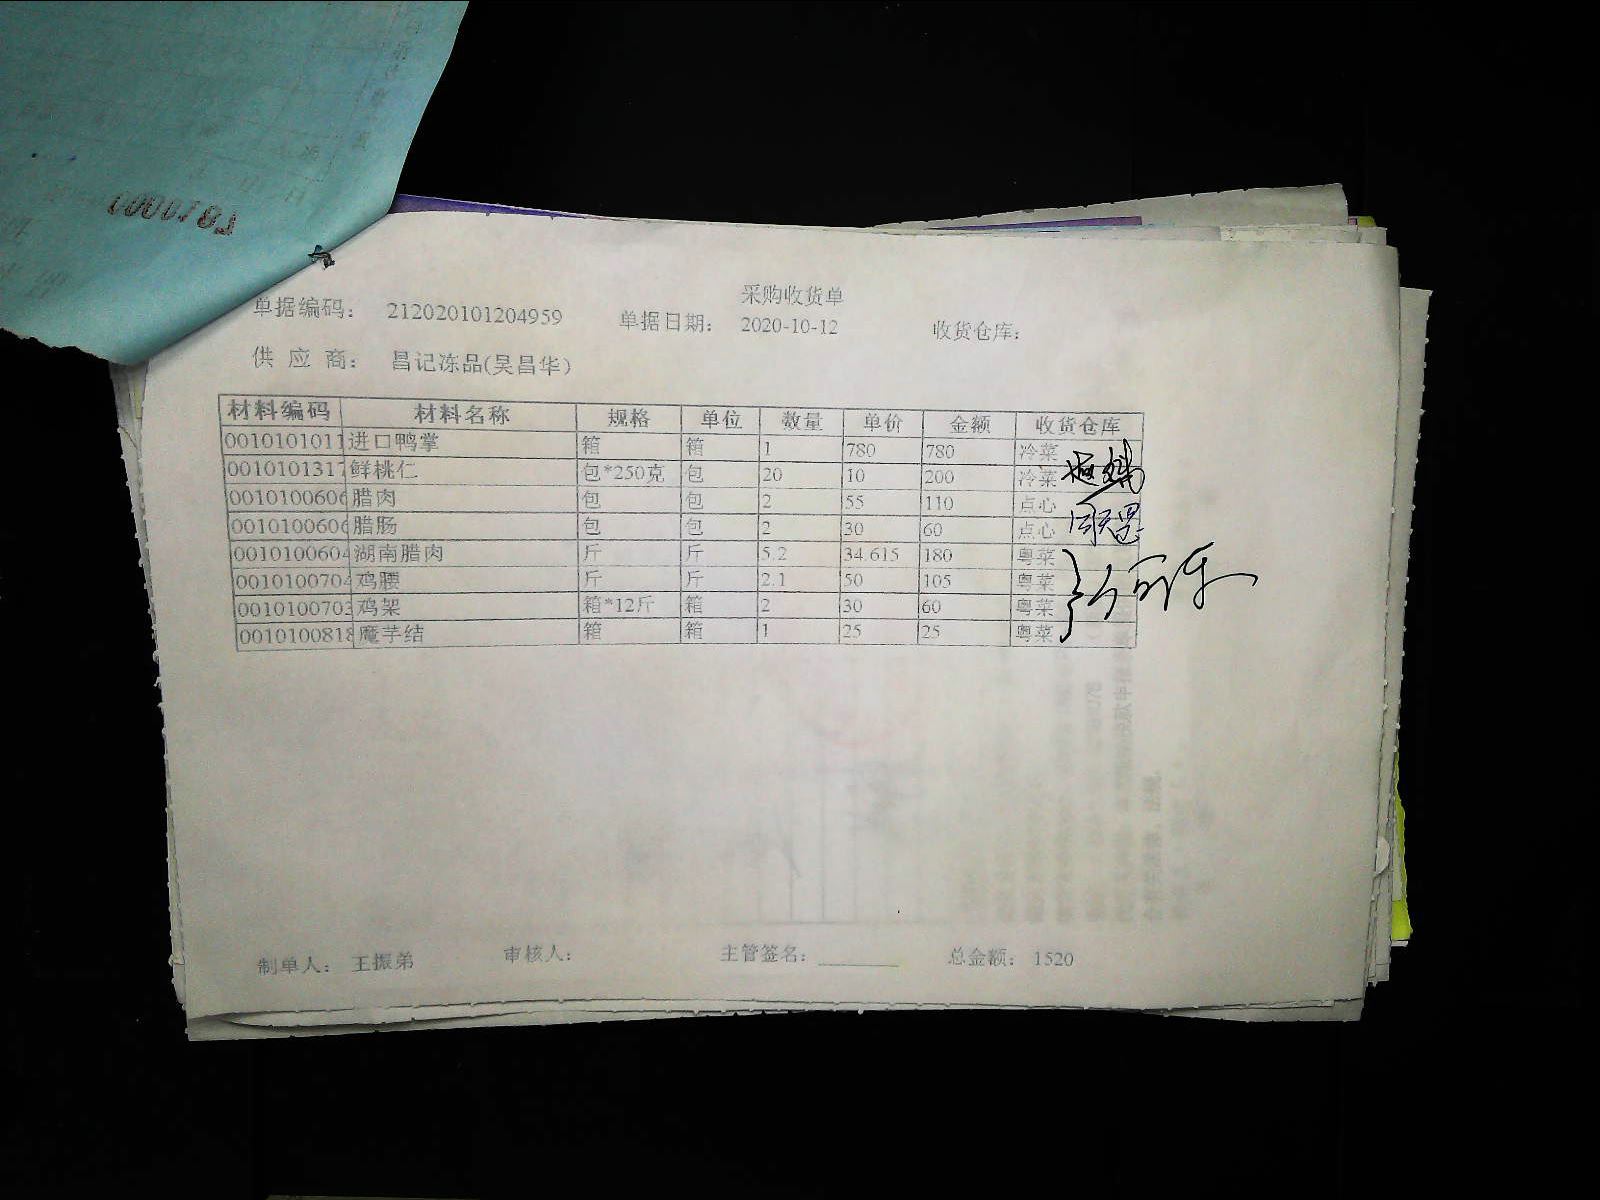 采购收货单
单据编码： 212020101204959 单据日期： 2020-10-12 收货仓库：
供 应 商： 昌记冻品(吴昌华)
材料编码 材料名称 规格 单位 数量 单价 金额 收货仓库
0010101011 进口鸭掌 箱 箱 1 780 780 冷菜
0010101317 鲜桃仁 包*250克 包 20 10 200 冷菜
001010060 腊肉 包 包 2 55 110 点心
001010060 腊肠 包 包 2 30 60 点心
001010060 湖南腊肉 斤 斤 5.2 34.615 180 粤菜
001010070 鸡腰 斤 斤 2.1 50 105 粤菜
001010070 鸡架 箱*12斤 箱 2 30 60 粤菜
001010081 魔芋结 箱 箱 1 25 25 粤菜
制单人： 王振弟 审核人： 主管签名： 总金额： 1520